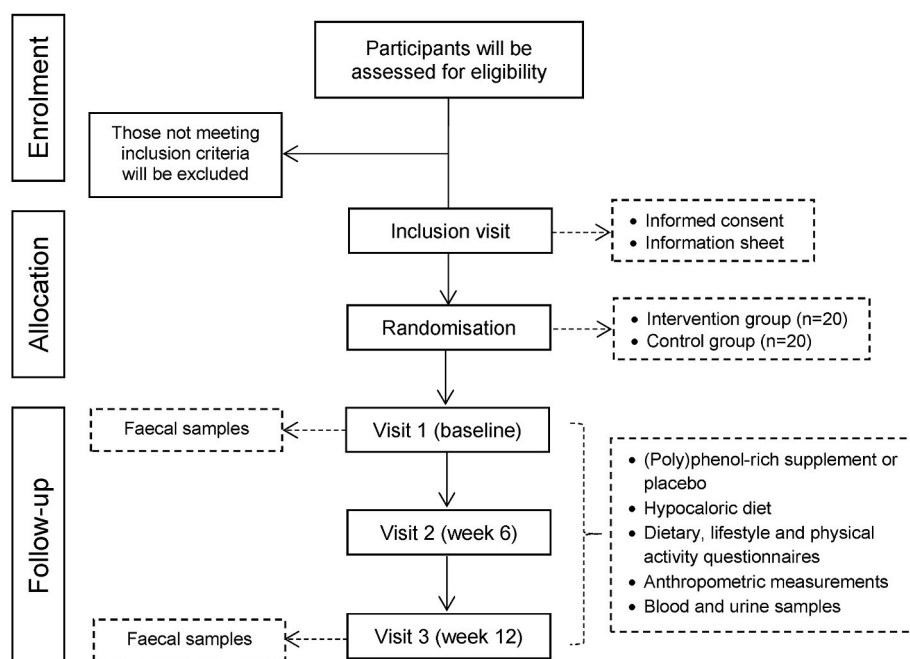 Enrolment
Participants will be
assessed for eligibility
Those not meeting
inclusion criteria
will be excluded
Allocation
Inclusion visit
• Informed consent
• Information sheet
Randomisation
• Intervention group (n=20)
• Control group (n=20)
Follow-up
Faecal samples
Visit 1 (baseline)
• (Poly)phenol-rich supplement or
placebo
• Hypocaloric diet
• Dietary, lifestyle and physical
activity questionnaires
• Anthropometric measurements
• Blood and urine samples
Visit 2 (week 6)
Faecal samples
Visit 3 (week 12)